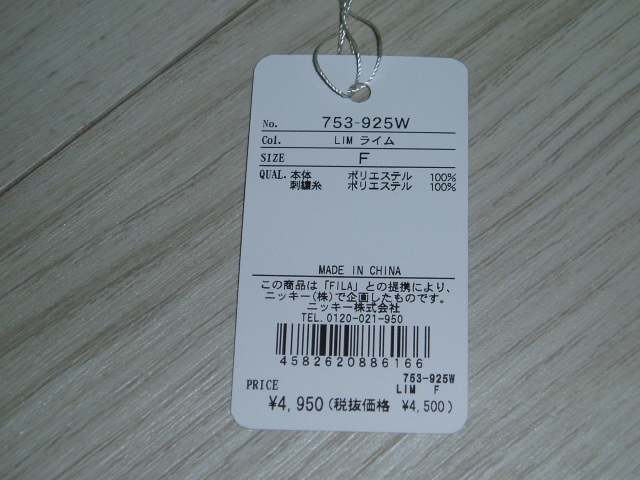 No. 753-925W
Col. LIM ライム
SIZE F
QUAL. 本体 ポリエステル 100%
刺繍糸 ポリエステル 100%
MADE IN CHINA
この商品は「FILA」との提携により、
ニッキー(株)で企画したものです。
ニッキー株式会社
TEL. 0120-021-950
4582620886166
753-925W
LIM F
PRICE
¥4,950(税抜価格 ¥4,500)